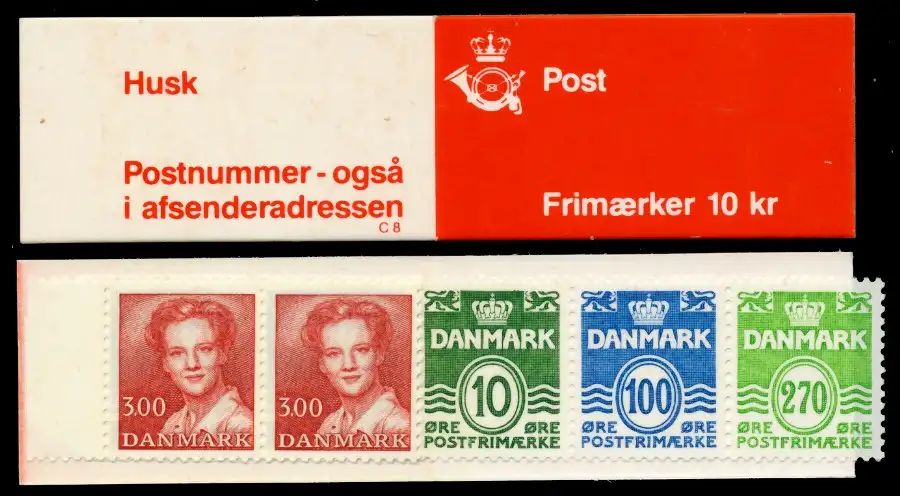 Husk
Postnummer - også
i afsenderadressen
C 8
Post
Frimærker 10 kr
3.00
DANMARK
3.00
DANMARK
DANMARK
10
ØRE ØRE
POSTFRIMÆRKE
DANMARK
100
ØRE ØRE
POSTFRIMÆRKE
DANMARK
270
ØRE ØRE
POSTFRIMÆRKE